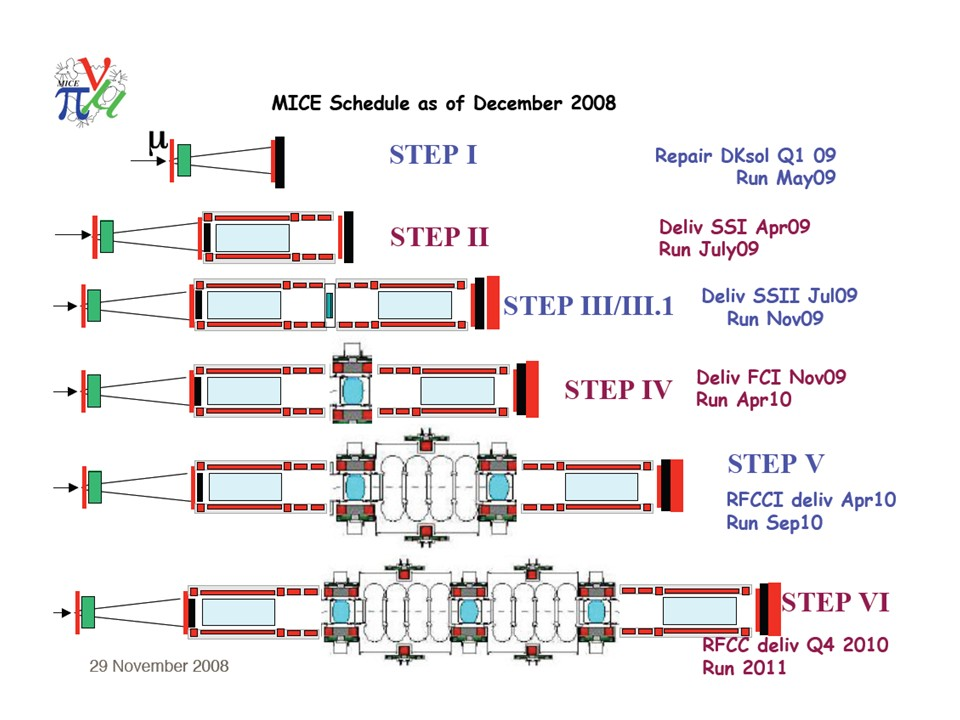 MICE
ν
π
μ
MICE Schedule as of December 2008
μ
STEP I
Repair DKsol Q1 09
Run May09
STEP II
Deliv SSI Apr09
Run July09
STEP III/III.1
Deliv SSII Jul09
Run Nov09
STEP IV
Deliv FCI Nov09
Run Apr10
STEP V
RFCCI deliv Apr10
Run Sep10
STEP VI
RFCC deliv Q4 2010
Run 2011
29 November 2008